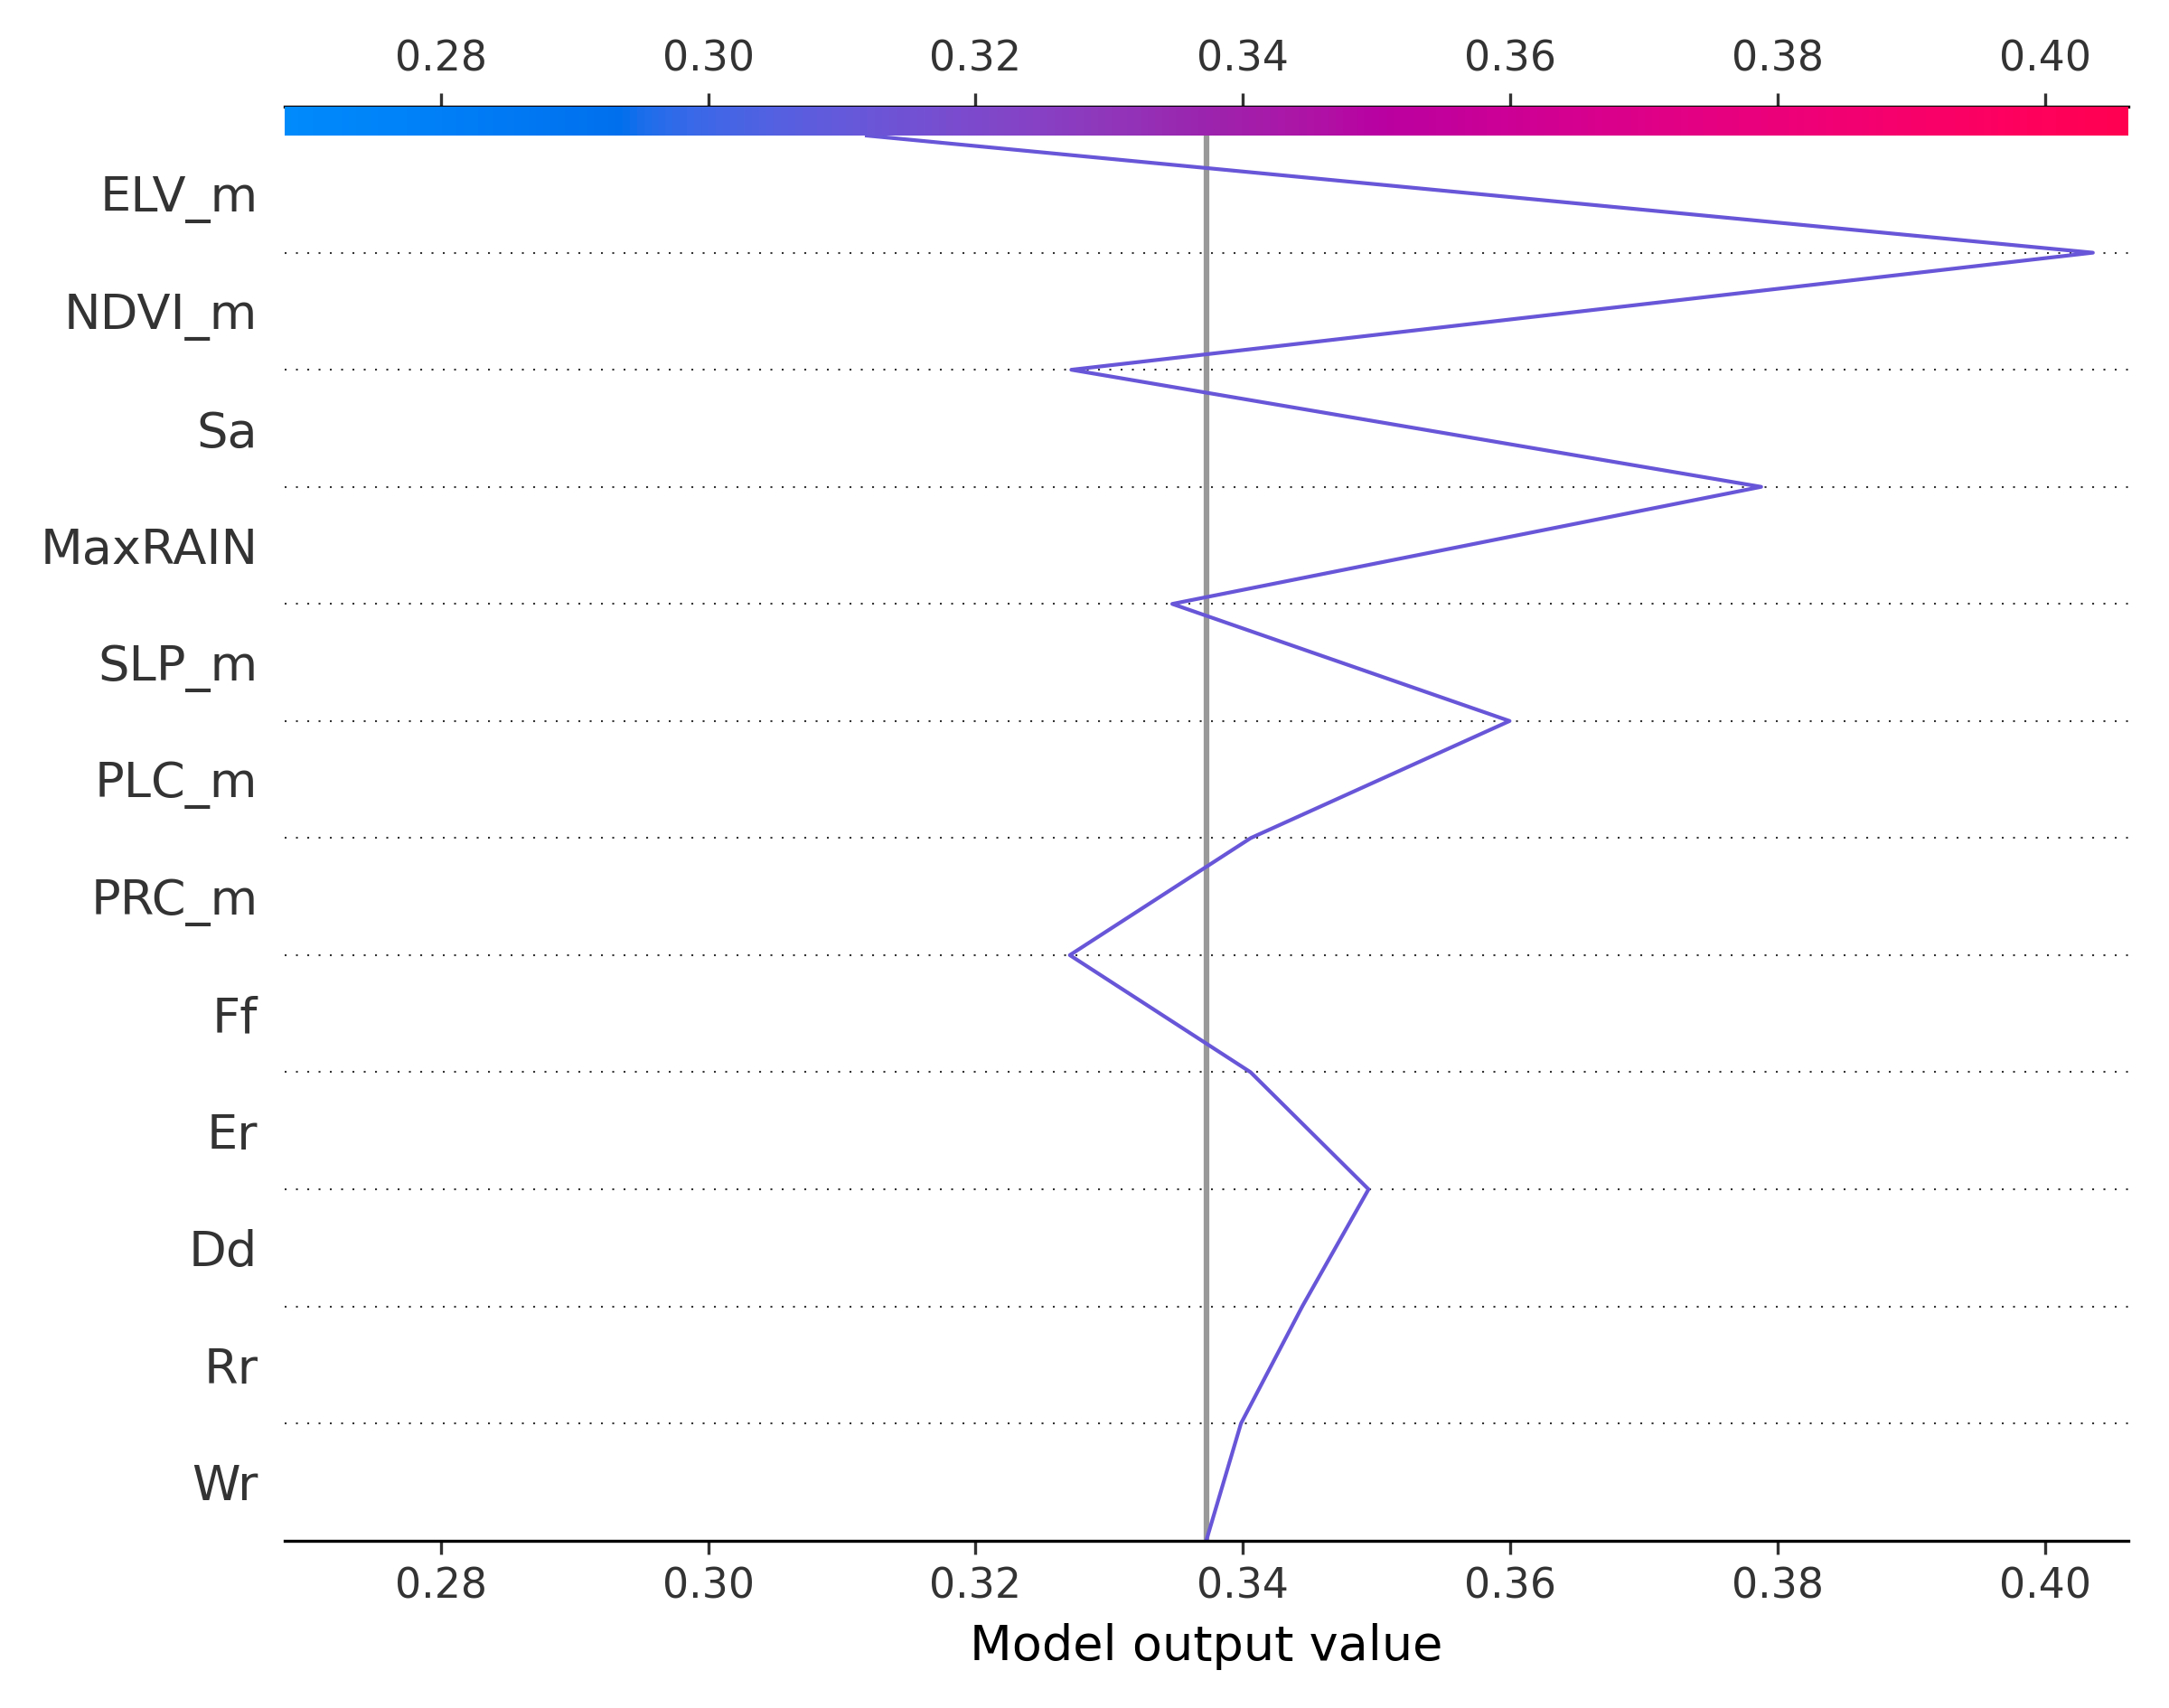 0.28 0.30 0.32 0.34 0.36 0.38 0.40
ELV_m
NDVI_m
Sa
MaxRAIN
SLP_m
PLC_m
PRC_m
Ff
Er
Dd
Rr
Wr
0.28 0.30 0.32 0.34 0.36 0.38 0.40
Model output value